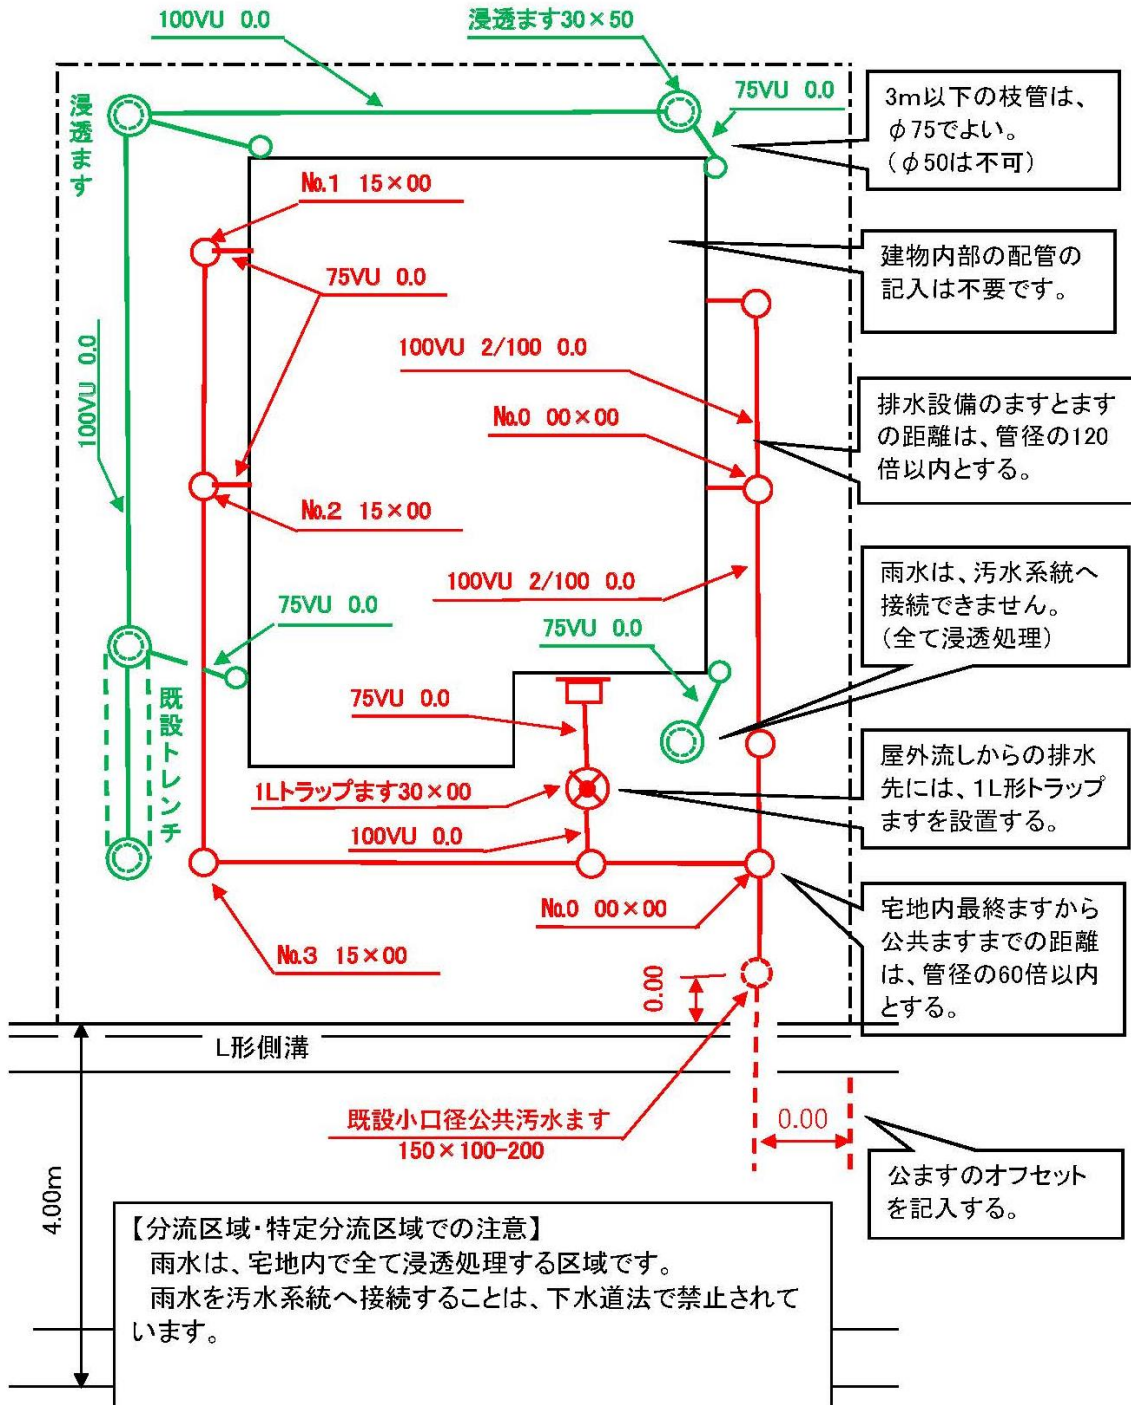 100VU 0.0
浸透ます30×50
75VU 0.0
浸透ます
3m以下の枝管は、
φ75でよい。
(φ50は不可)
№.1 15×00
75VU 0.0
建物内部の配管の
記入は不要です。
100VU 0.0
100VU 2/100 0.0
№.0 00×00
排水設備のますとます
の距離は、管径の120
倍以内とする。
№.2 15×00
100VU 2/100 0.0
75VU 0.0
75VU 0.0
雨水は、汚水系統へ
接続できません。
(全て浸透処理)
既設トレンチ
75VU 0.0
1Lトラップます30×00
100VU 0.0
屋外流しからの排水
先には、1L形トラップ
ますを設置する。
№.0 00×00
№.3 15×00
宅地内最終ますから
公共ますまでの距離
は、管径の60倍以内
とする。
0.00
L形側溝
既設小口径公共汚水ます
150×100-200
0.00
公ますのオフセット
を記入する。
4.00m
【分流区域・特定分流区域での注意】
雨水は、宅地内で全て浸透処理する区域です。
雨水を汚水系統へ接続することは、下水道法で禁止されて
います。